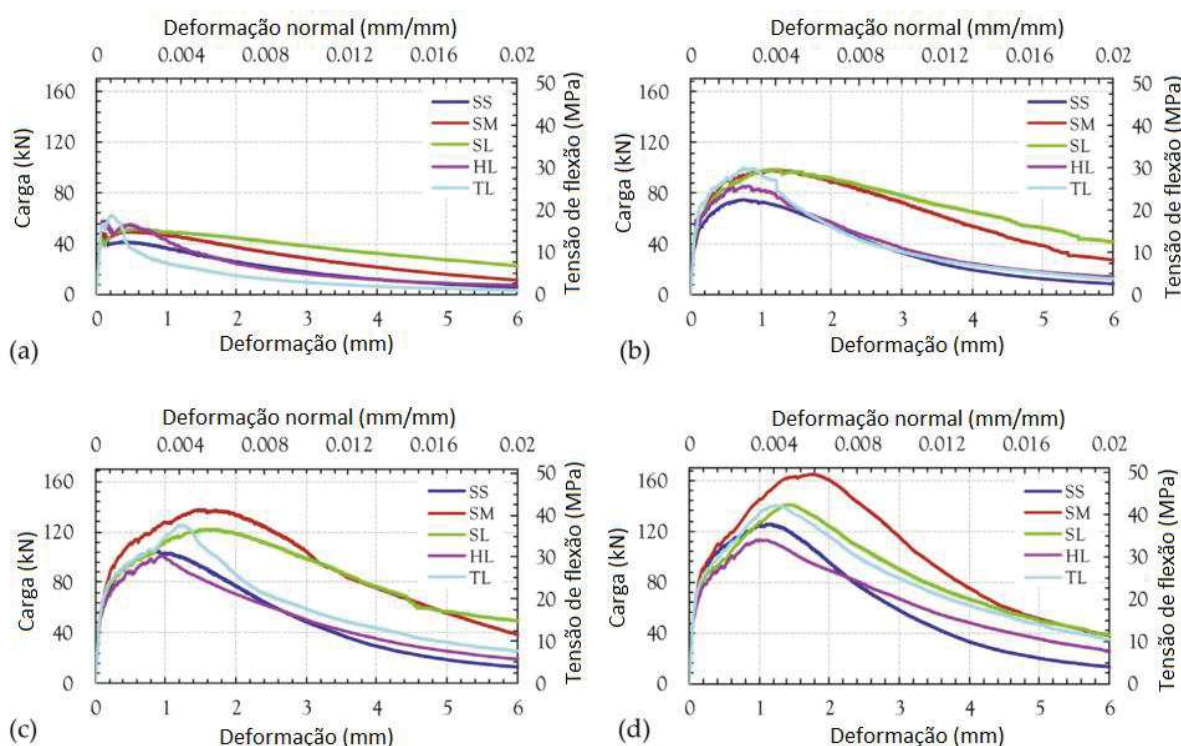 Deformação normal (mm/mm)
0 0.004 0.008 0.012 0.016 0.02
Carga (kN)
160
120
80
40
0
SS
SM
SL
HL
TL
50
40
30
20
10
0
Tensão de flexão (MPa)
0 1 2 3 4 5 6
Deformação (mm)
(a)
Deformação normal (mm/mm)
0 0.004 0.008 0.012 0.016 0.02
Carga (kN)
160
120
80
40
0
SS
SM
SL
HL
TL
50
40
30
20
10
0
Tensão de flexão (MPa)
0 1 2 3 4 5 6
Deformação (mm)
(b)
Deformação normal (mm/mm)
0 0.004 0.008 0.012 0.016 0.02
Carga (kN)
160
120
80
40
0
SS
SM
SL
HL
TL
50
40
30
20
10
0
Tensão de flexão (MPa)
0 1 2 3 4 5 6
Deformação (mm)
(c)
Deformação normal (mm/mm)
0 0.004 0.008 0.012 0.016 0.02
Carga (kN)
160
120
80
40
0
SS
SM
SL
HL
TL
50
40
30
20
10
0
Tensão de flexão (MPa)
0 1 2 3 4 5 6
Deformação (mm)
(d)